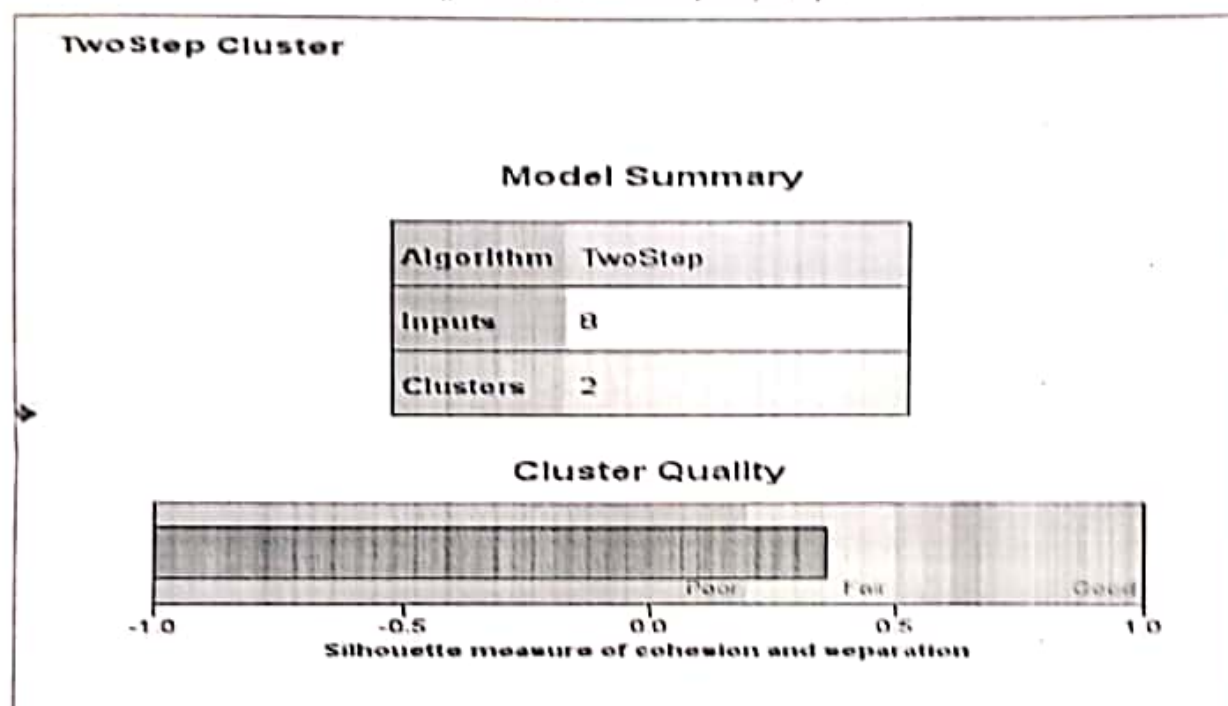 TwoStep Cluster
Model Summary
Algorithm TwoStep
Inputs 8
Clusters 2
Cluster Quality
Poor Fair Good
-1.0 -0.5 0.0 0.5 1.0
Silhouette measure of cohesion and separation